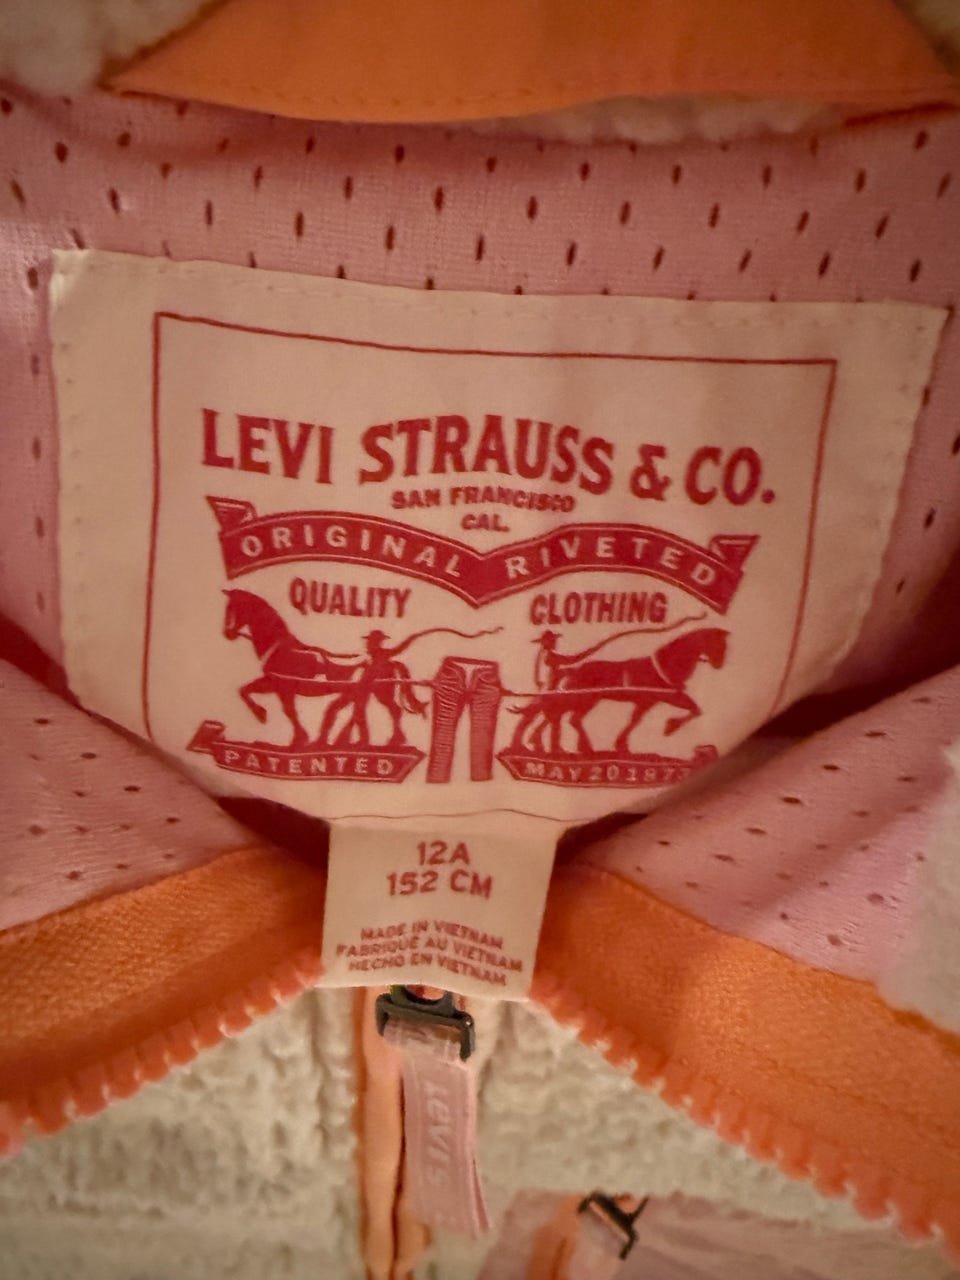 LEVI STRAUSS & CO.
SAN FRANCISCO
CAL.
ORIGINAL RIVETED
QUALITY CLOTHING
PATENTED MAY 20 1873
12A
152 CM
MADE IN VIETNAM
FABRIQUÉ AU VIETNAM
HECHO EN VIETNAM
LEVI'S